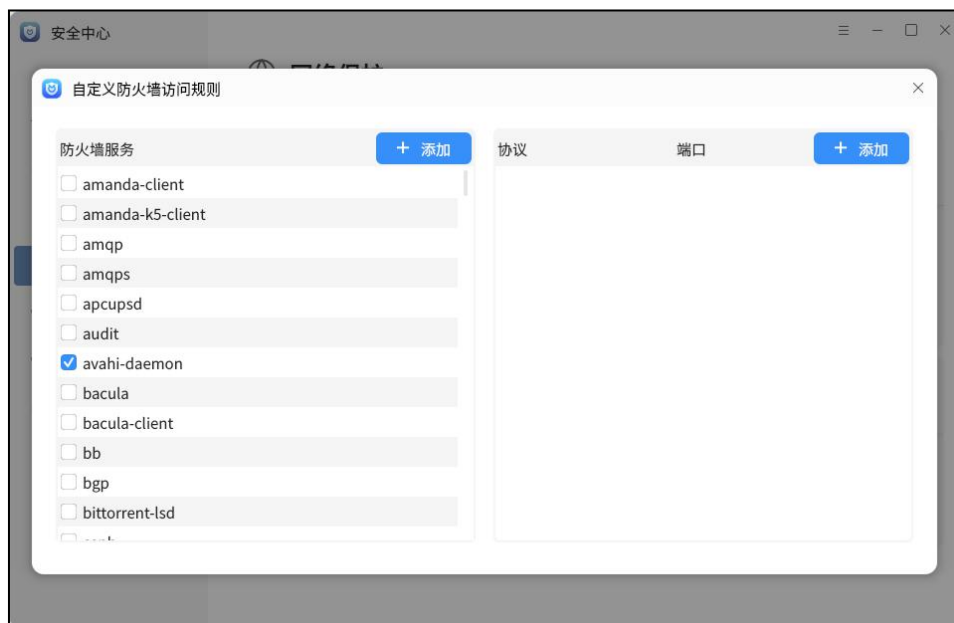 安全中心
自定义防火墙访问规则
防火墙服务
+ 添加
协议
端口
+ 添加
amanda-client
amanda-k5-client
amqp
amqps
apcupsd
audit
avahi-daemon
bacula
bacula-client
bb
bgp
bittorrent-lsd